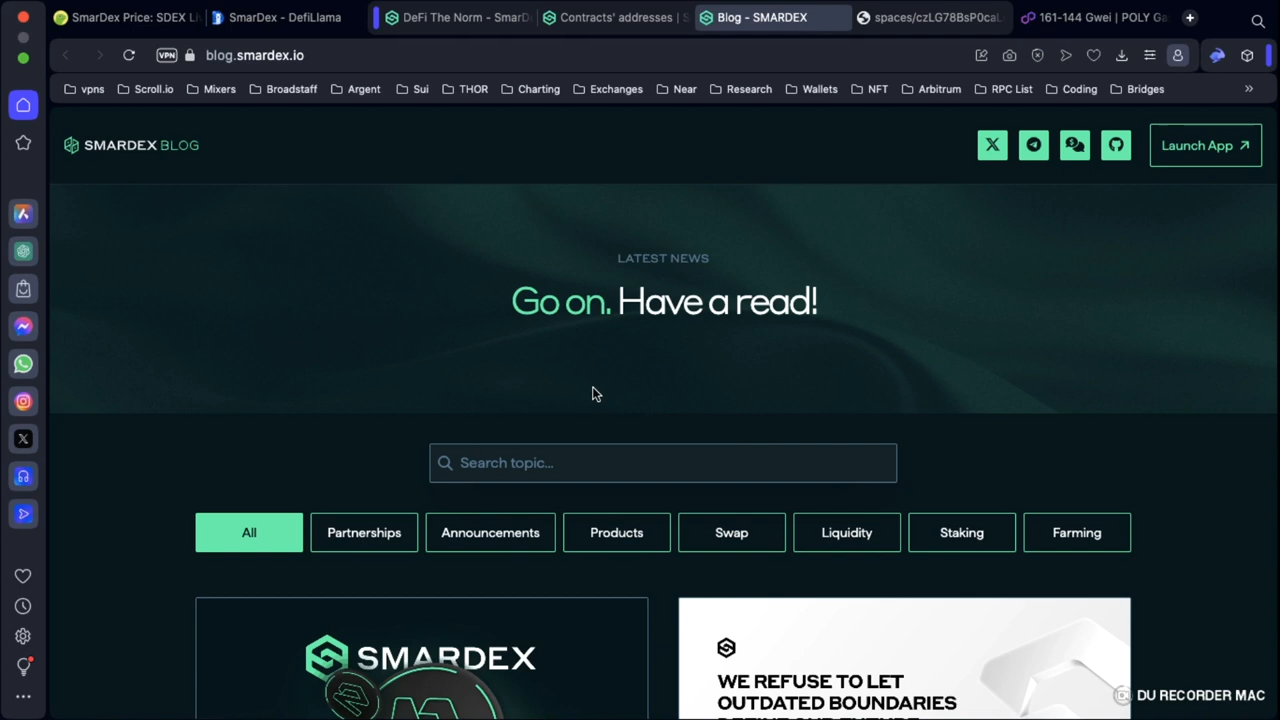 SmarDex Price: SDEX Li
SmarDex - DefiLlama
DeFi The Norm - SmarD
Contracts' addresses | S
Blog - SMARDEX
spaces/czLG78BsP0caL
161-144 Gwei | POLY Ga
VPN
blog.smardex.io
vpns
Scroll.io
Mixers
Broadstaff
Argent
Sui
THOR
Charting
Exchanges
Near
Research
Wallets
NFT
Arbitrum
RPC List
Coding
Bridges
SMARDEX BLOG
Launch App
LATEST NEWS
Go on. Have a read!
Search topic...
All
Partnerships
Announcements
Products
Swap
Liquidity
Staking
Farming
SMARDEX
WE REFUSE TO LET
OUTDATED BOUNDARIES
DU RECORDER MAC